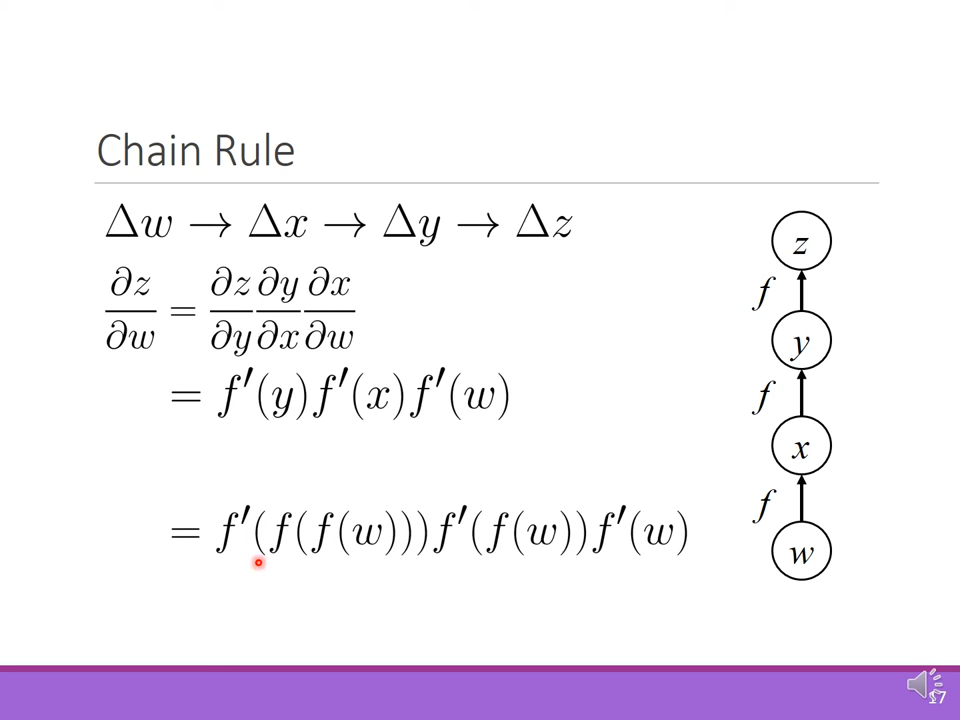 Chain Rule
Δw → Δx → Δy → Δz
∂z/∂w = ∂z/∂y ∂y/∂x ∂x/∂w
= f′(y)f′(x)f′(w)
= f′(f(f(w)))f′(f(w))f′(w)
z
f
y
f
x
f
w
17